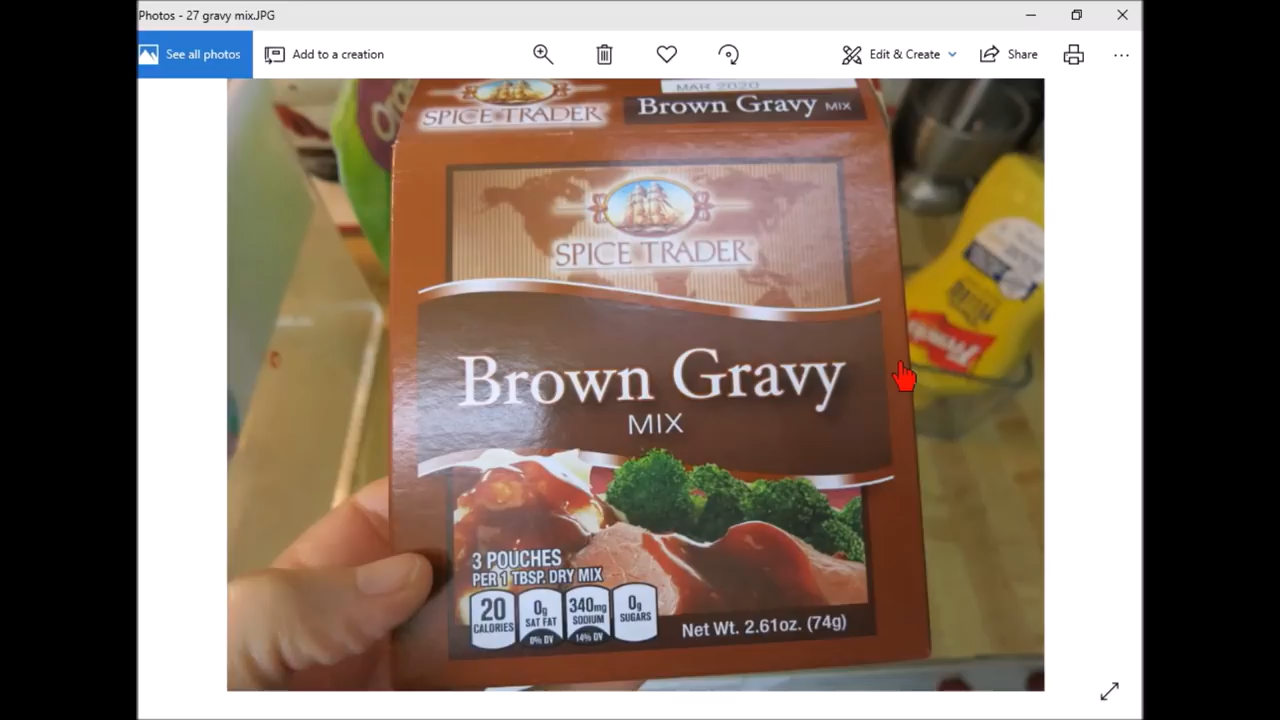 Photos - 27 gravy mix.JPG
See all photos
Add to a creation
Edit & Create
Share
MAR 2020
SPICE TRADER
Brown Gravy MIX
SPICE TRADER
Brown Gravy
MIX
3 POUCHES
PER 1 TBSP. DRY MIX
20
CALORIES
0g
SAT FAT
0% DV
340mg
SODIUM
14% DV
0g
SUGARS
Net Wt. 2.61oz. (74g)